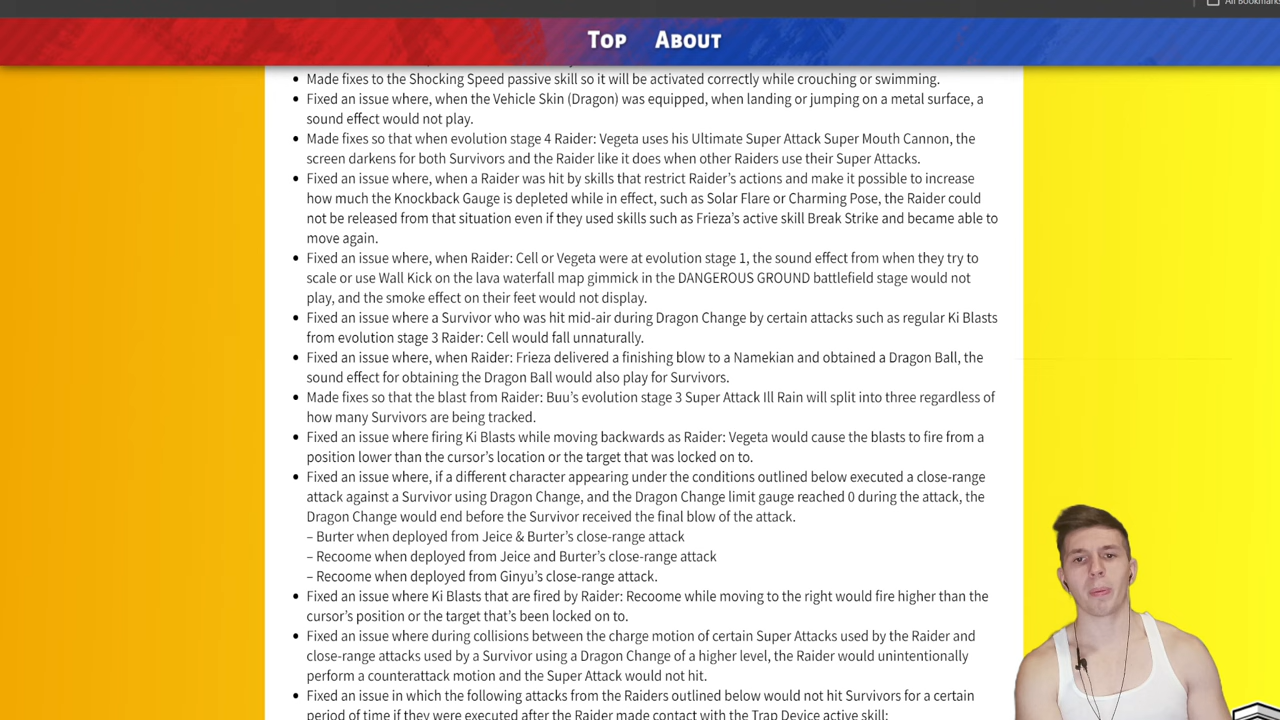 All Bookmarks
TOP ABOUT
• Made fixes to the Shocking Speed passive skill so it will be activated correctly while crouching or swimming.
• Fixed an issue where, when the Vehicle Skin (Dragon) was equipped, when landing or jumping on a metal surface, a
sound effect would not play.
• Made fixes so that when evolution stage 4 Raider: Vegeta uses his Ultimate Super Attack Super Mouth Cannon, the
screen darkens for both Survivors and the Raider like it does when other Raiders use their Super Attacks.
• Fixed an issue where, when a Raider was hit by skills that restrict Raider's actions and make it possible to increase
how much the Knockback Gauge is depleted while in effect, such as Solar Flare or Charming Pose, the Raider could
not be released from that situation even if they used skills such as Frieza's active skill Break Strike and became able to
move again.
• Fixed an issue where, when Raider: Cell or Vegeta were at evolution stage 1, the sound effect from when they try to
scale or use Wall Kick on the lava waterfall map gimmick in the DANGEROUS GROUND battlefield stage would not
play, and the smoke effect on their feet would not display.
• Fixed an issue where a Survivor who was hit mid-air during Dragon Change by certain attacks such as regular Ki Blasts
from evolution stage 3 Raider: Cell would fall unnaturally.
• Fixed an issue where, when Raider: Frieza delivered a finishing blow to a Namekian and obtained a Dragon Ball, the
sound effect for obtaining the Dragon Ball would also play for Survivors.
• Made fixes so that the blast from Raider: Buu's evolution stage 3 Super Attack Ill Rain will split into three regardless of
how many Survivors are being tracked.
• Fixed an issue where firing Ki Blasts while moving backwards as Raider: Vegeta would cause the blasts to fire from a
position lower than the cursor's location or the target that was locked on to.
• Fixed an issue where, if a different character appearing under the conditions outlined below executed a close-range
attack against a Survivor using Dragon Change, and the Dragon Change limit gauge reached 0 during the attack, the
Dragon Change would end before the Survivor received the final blow of the attack.
– Burter when deployed from Jeice & Burter's close-range attack
– Recoome when deployed from Jeice and Burter's close-range attack
– Recoome when deployed from Ginyu's close-range attack.
• Fixed an issue where Ki Blasts that are fired by Raider: Recoome while moving to the right would fire higher than the
cursor's position or the target that's been locked on to.
• Fixed an issue where during collisions between the charge motion of certain Super Attacks used by the Raider and
close-range attacks used by a Survivor using a Dragon Change of a higher level, the Raider would unintentionally
perform a counterattack motion and the Super Attack would not hit.
• Fixed an issue in which the following attacks from the Raiders outlined below would not hit Survivors for a certain
period of time if they were executed after the Raider made contact with the Trap Device active skill: